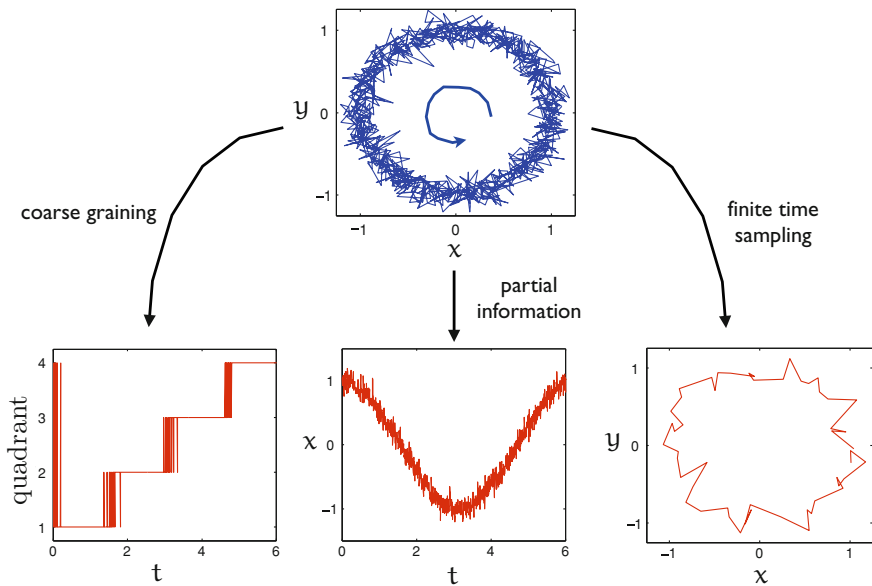 1
0
−1
y
−1 0 1
x
coarse graining
partial
information
finite time
sampling
4
3
2
1
quadrant
0 2 4 6
t
1
0
−1
x
0 2 4 6
t
1
0
−1
y
−1 0 1
x